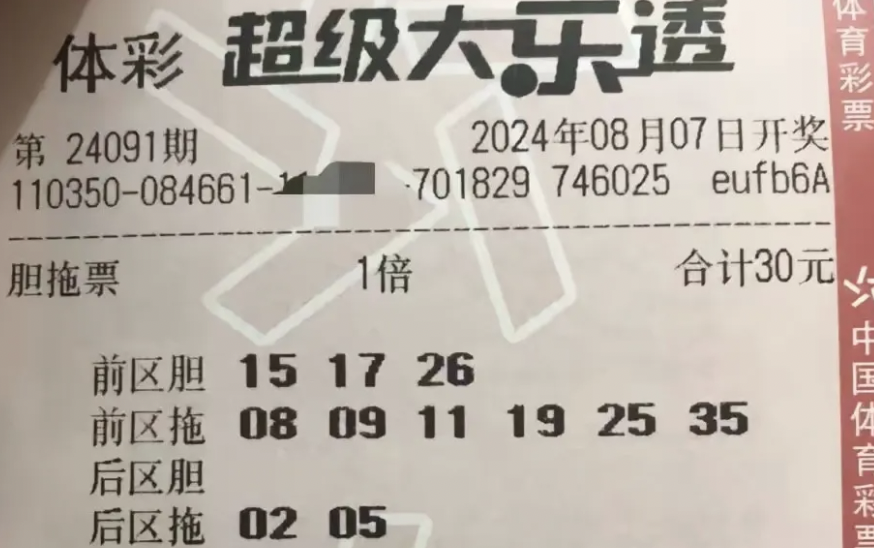 体彩 超级大乐透
第 24091期 2024年08月07日开奖
110350-084661- -701829 746025 eufb6A
胆拖票 1倍 合计30元
前区胆 15 17 26
前区拖 08 09 11 19 25 35
后区胆
后区拖 02 05
体育彩票
中国体育彩票